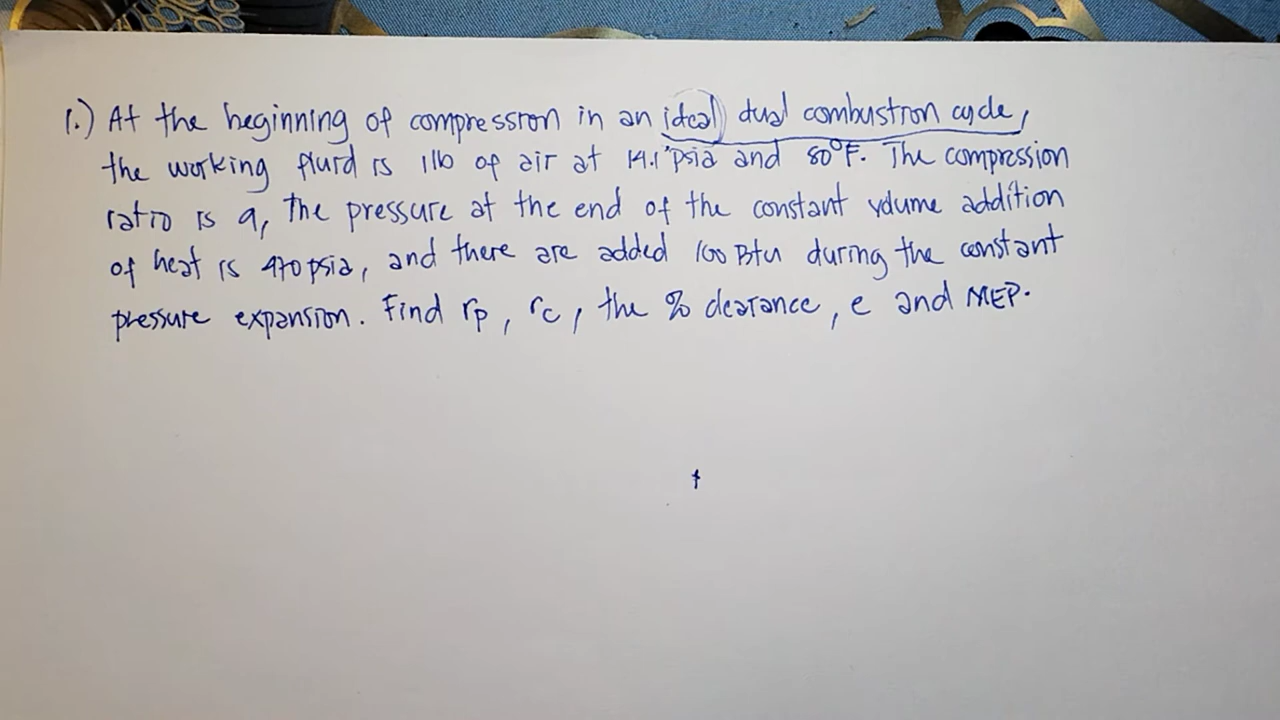 1.) At the beginning of compression in an ideal dual combustion cycle,
the working fluid is 1 lb of air at 14.1 psia and 80°F. The compression
ratio is 9, the pressure at the end of the constant volume addition
of heat is 470 psia, and there are added 100 Btu during the constant
pressure expansion. Find rp, rc, the % clearance, e and MEP.